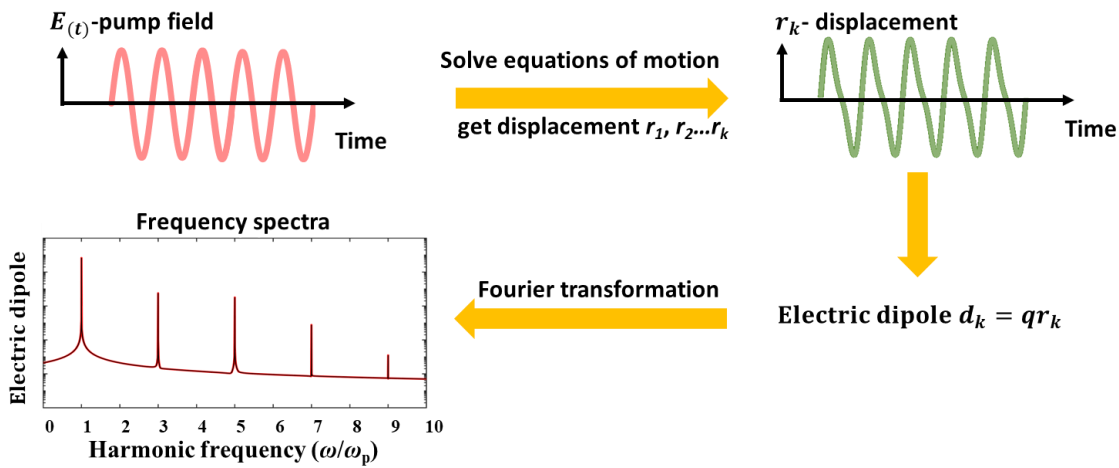 E(t)-pump field
Time
Solve equations of motion
get displacement r1, r2...rk
rk- displacement
Time
Electric dipole dk = qrk
Fourier transformation
Frequency spectra
Electric dipole
0 1 2 3 4 5 6 7 8 9 10
Harmonic frequency (ω/ωp)